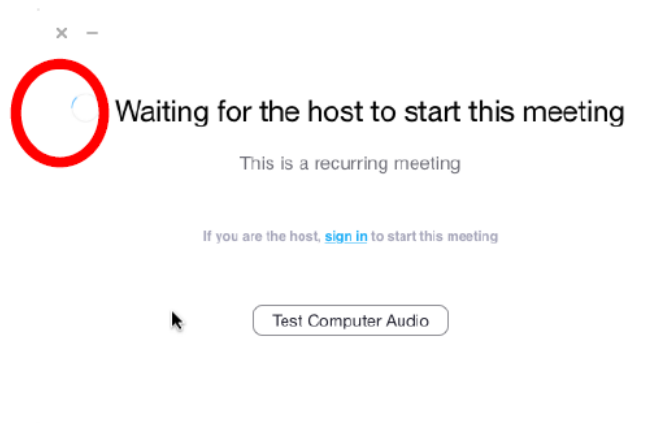 Waiting for the host to start this meeting
This is a recurring meeting
If you are the host, sign in to start this meeting
Test Computer Audio